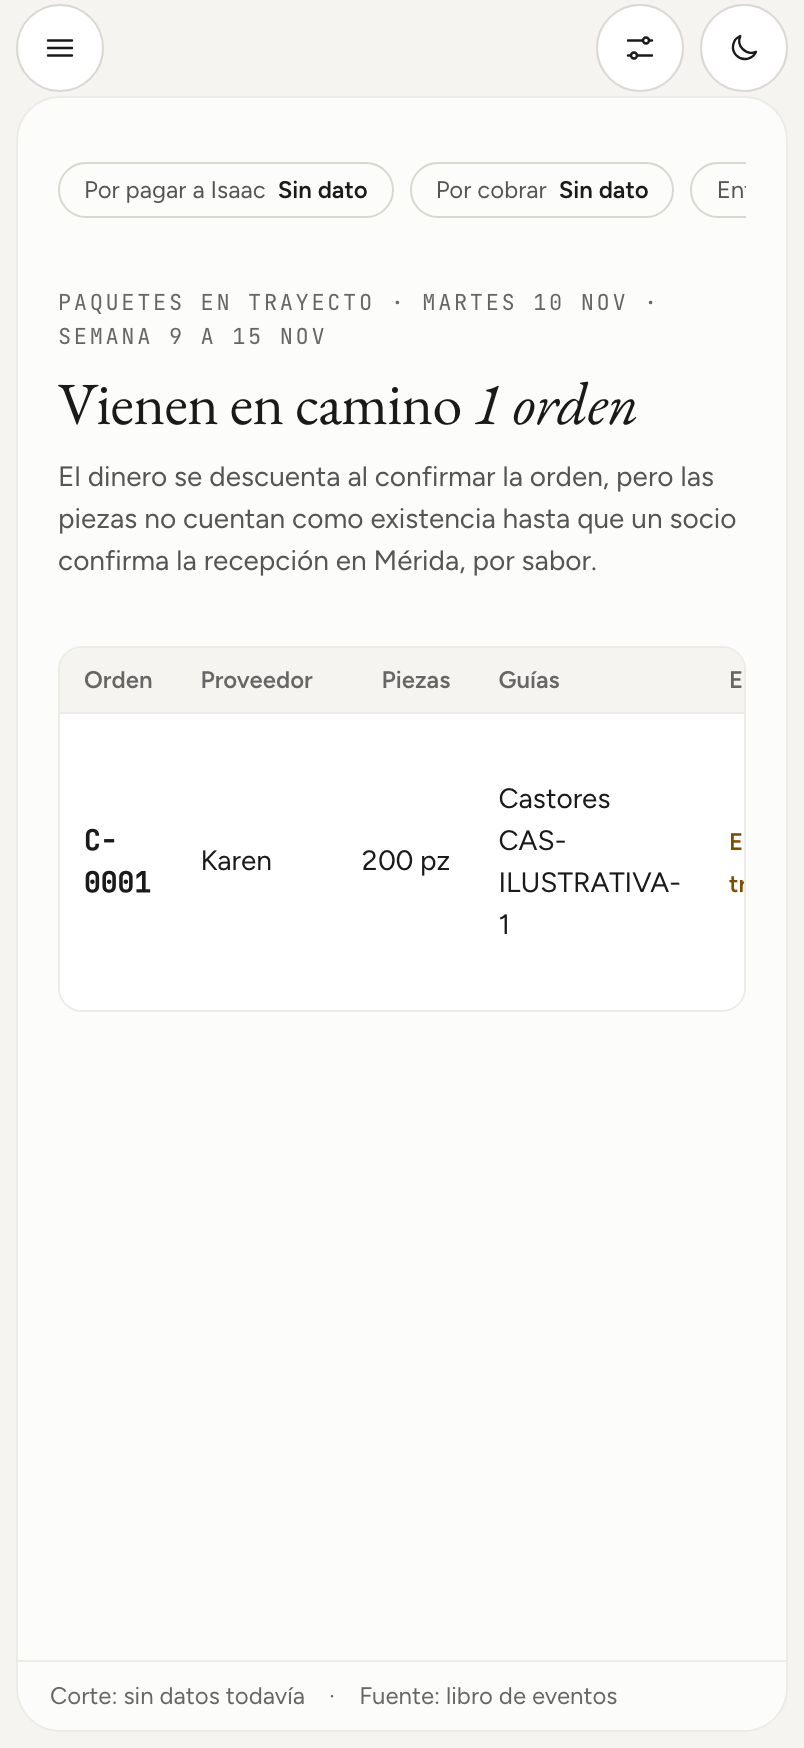 Por pagar a Isaac Sin dato
Por cobrar Sin dato
PAQUETES EN TRAYECTO · MARTES 10 NOV ·
SEMANA 9 A 15 NOV
Vienen en camino 1 orden
El dinero se descuenta al confirmar la orden, pero las
piezas no cuentan como existencia hasta que un socio
confirma la recepción en Mérida, por sabor.
Orden Proveedor Piezas Guías
C-
0001
Karen
200 pz
Castores
CAS-
ILUSTRATIVA-
1
Corte: sin datos todavía · Fuente: libro de eventos